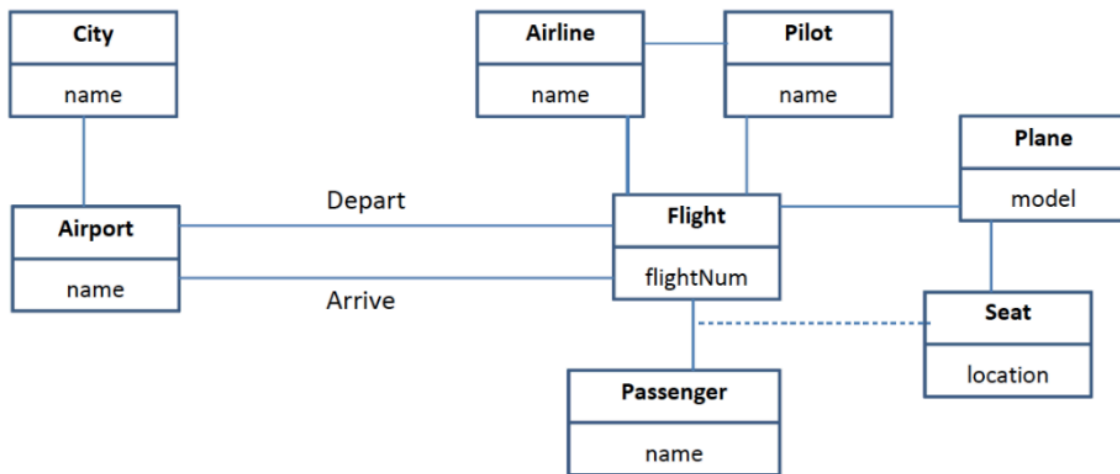 City
name
Airline
name
Pilot
name
Plane
model
Airport
name
Depart
Arrive
Flight
flightNum
Seat
location
Passenger
name